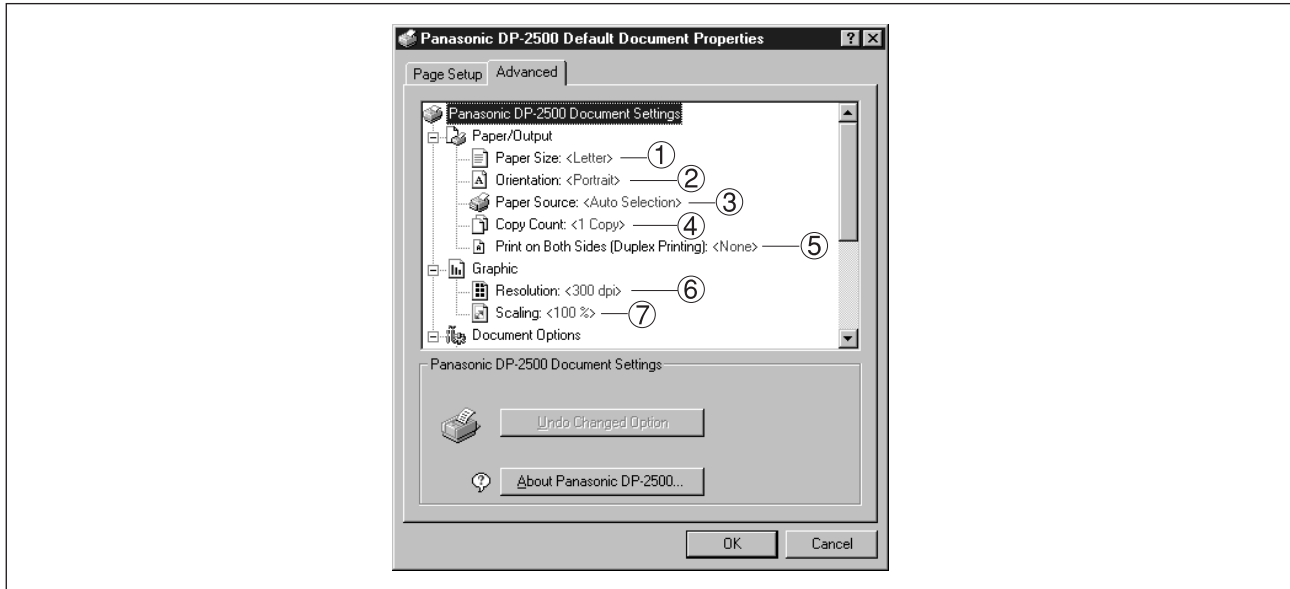 Panasonic DP-2500 Default Document Properties
Page Setup Advanced
Panasonic DP-2500 Document Settings
Paper/Output
Paper Size: <Letter> ①
Orientation: <Portrait> ②
Paper Source: <Auto Selection> ③
Copy Count: <1 Copy> ④
Print on Both Sides (Duplex Printing): <None> ⑤
Graphic
Resolution: <300 dpi> ⑥
Scaling: <100 %> ⑦
Document Options
Panasonic DP-2500 Document Settings
Undo Changed Option
About Panasonic DP-2500...
OK Cancel